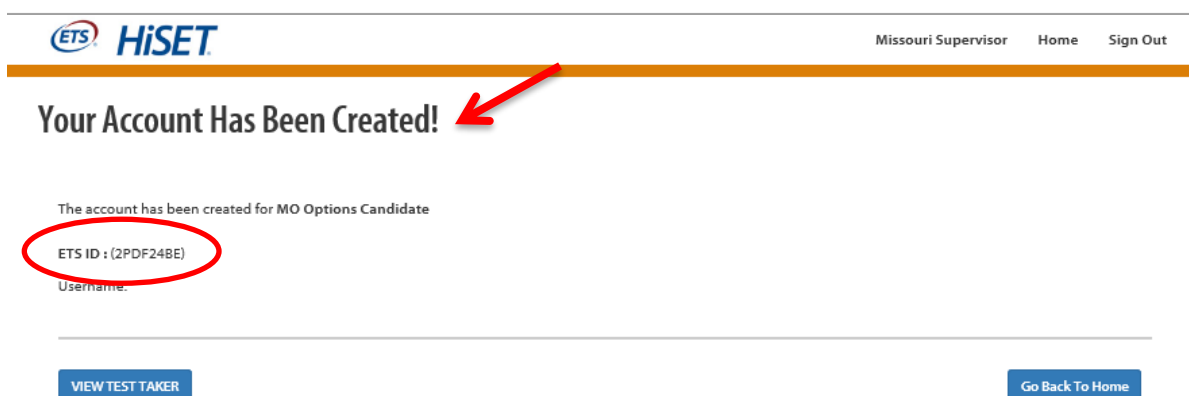 ETS HiSET Missouri Supervisor Home Sign Out
Your Account Has Been Created!
The account has been created for MO Options Candidate
ETS ID : (2PDF24BE)
Username:
VIEW TEST TAKER Go Back To Home